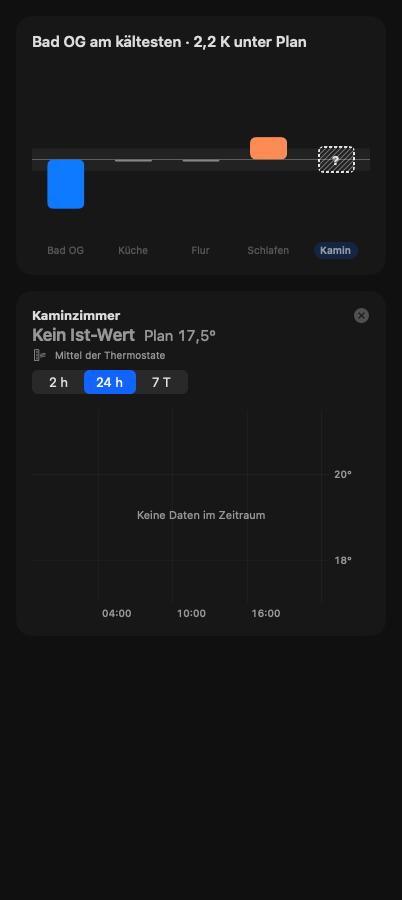 Bad OG am kältesten · 2,2 K unter Plan
?
Bad OG Küche Flur Schlafen Kamin
Kaminzimmer
Kein Ist-Wert Plan 17,5°
Mittel der Thermostate
2 h 24 h 7 T
20°
Keine Daten im Zeitraum
18°
04:00 10:00 16:00